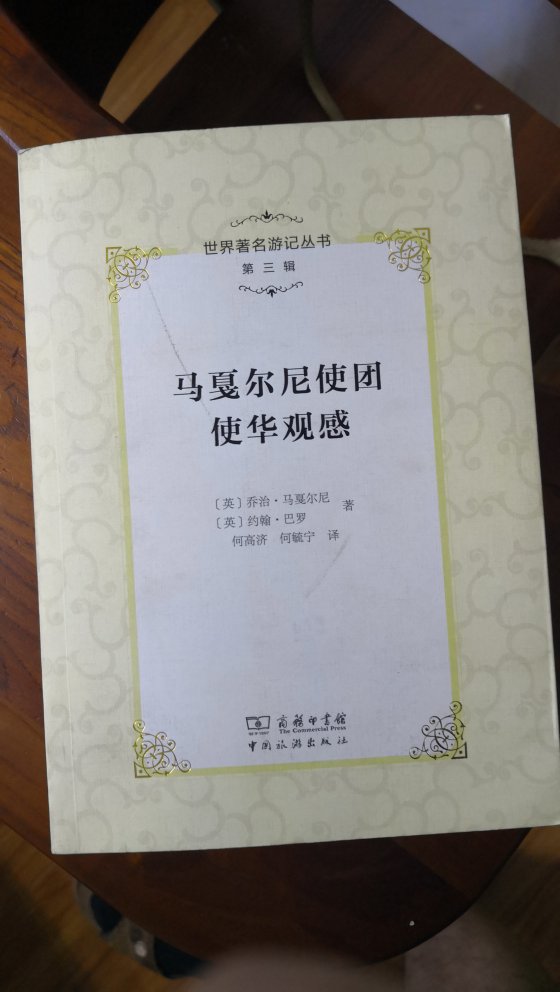 世界著名游记丛书
第三辑
马戛尔尼使团
使华观感
〔英〕乔治·马戛尔尼
〔英〕约翰·巴罗
著
何高济 何毓宁 译
商务印书馆
The Commercial Press
中国旅游出版社